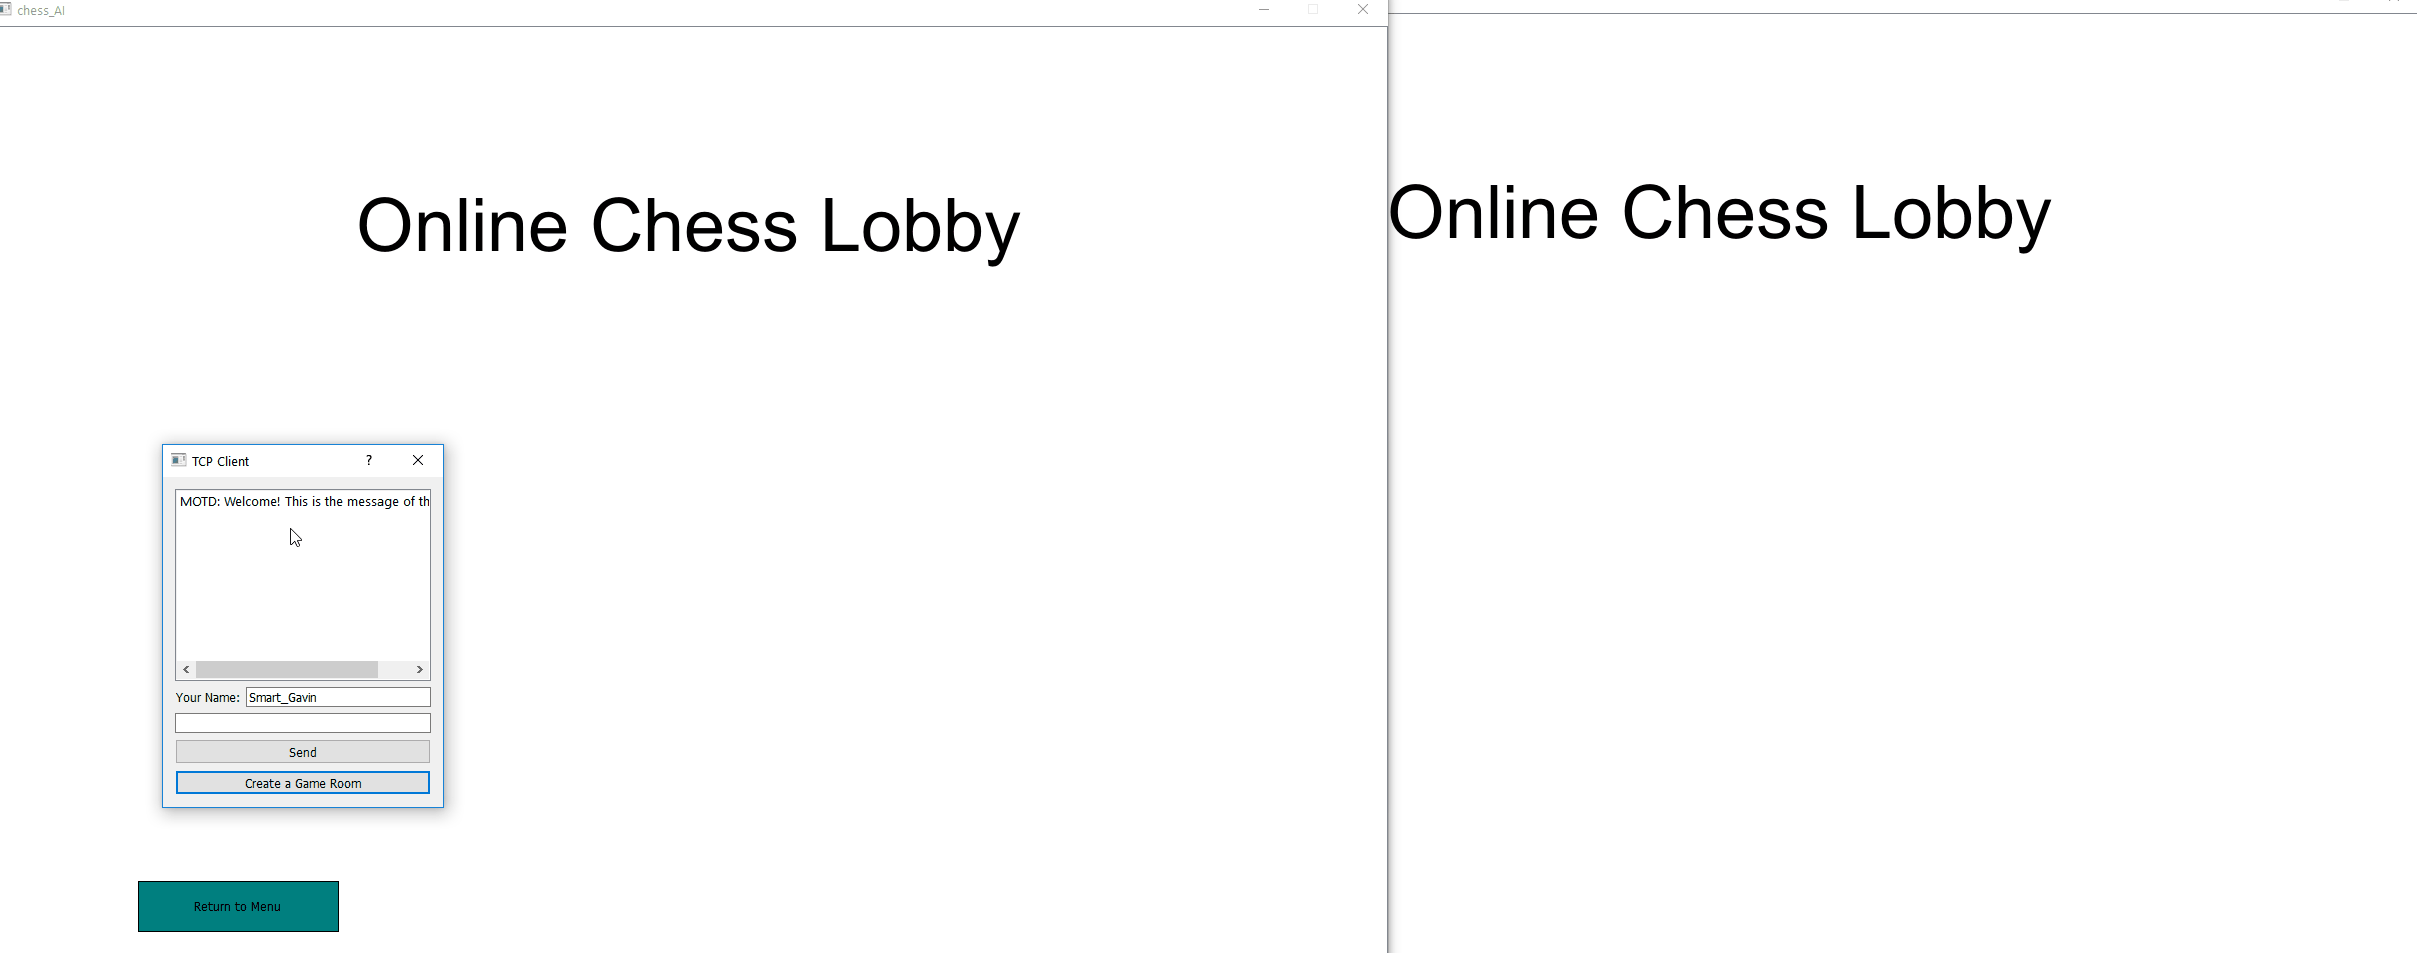 chess_AI
Online Chess Lobby
Online Chess Lobby
TCP Client
?
MOTD: Welcome! This is the message of th
Your Name: Smart_Gavin
Send
Create a Game Room
Return to Menu